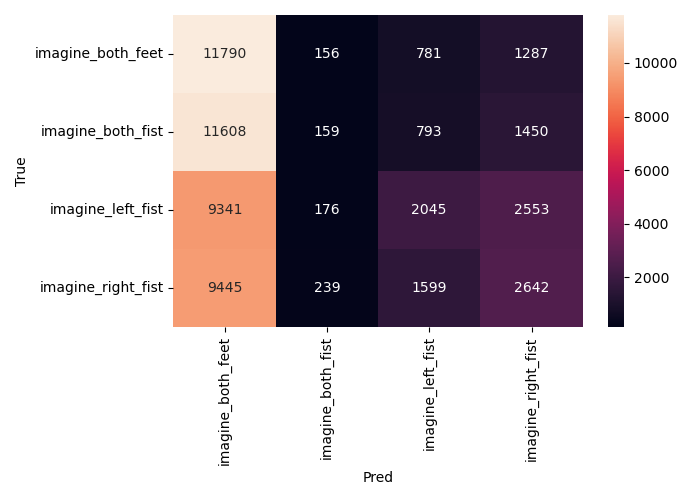 imagine_both_feet 11790 156 781 1287
imagine_both_fist 11608 159 793 1450
imagine_left_fist 9341 176 2045 2553
imagine_right_fist 9445 239 1599 2642
True
imagine_both_feet
imagine_both_fist
imagine_left_fist
imagine_right_fist
Pred
10000
8000
6000
4000
2000